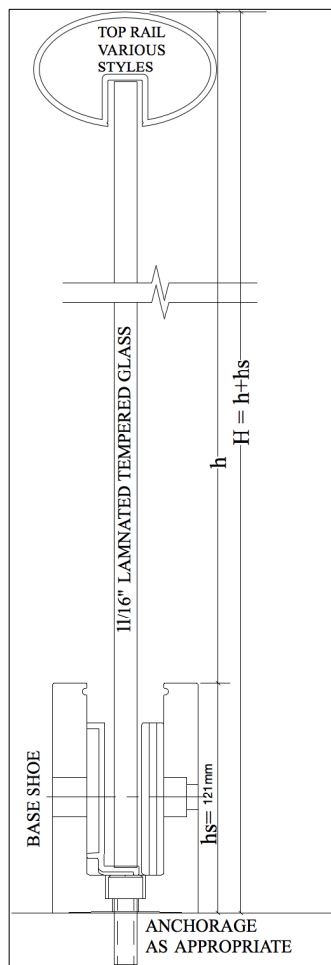 TOP RAIL
VARIOUS
STYLES
11/16" LAMNATED TEMPERED GLASS
h
H = h+hs
BASE SHOE
hs= 121mm
ANCHORAGE
AS APPROPRIATE